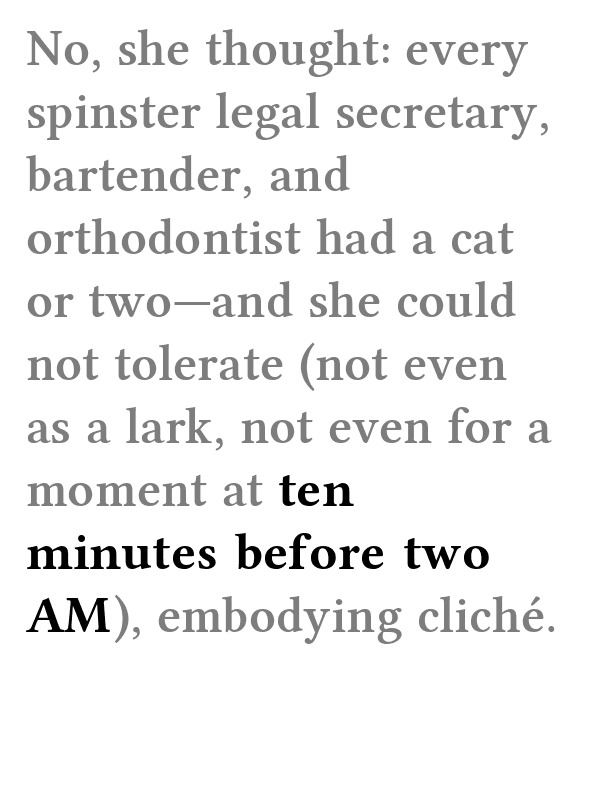 No, she thought: every
spinster legal secretary,
bartender, and
orthodontist had a cat
or two—and she could
not tolerate (not even
as a lark, not even for a
moment at ten
minutes before two
AM), embodying cliché.